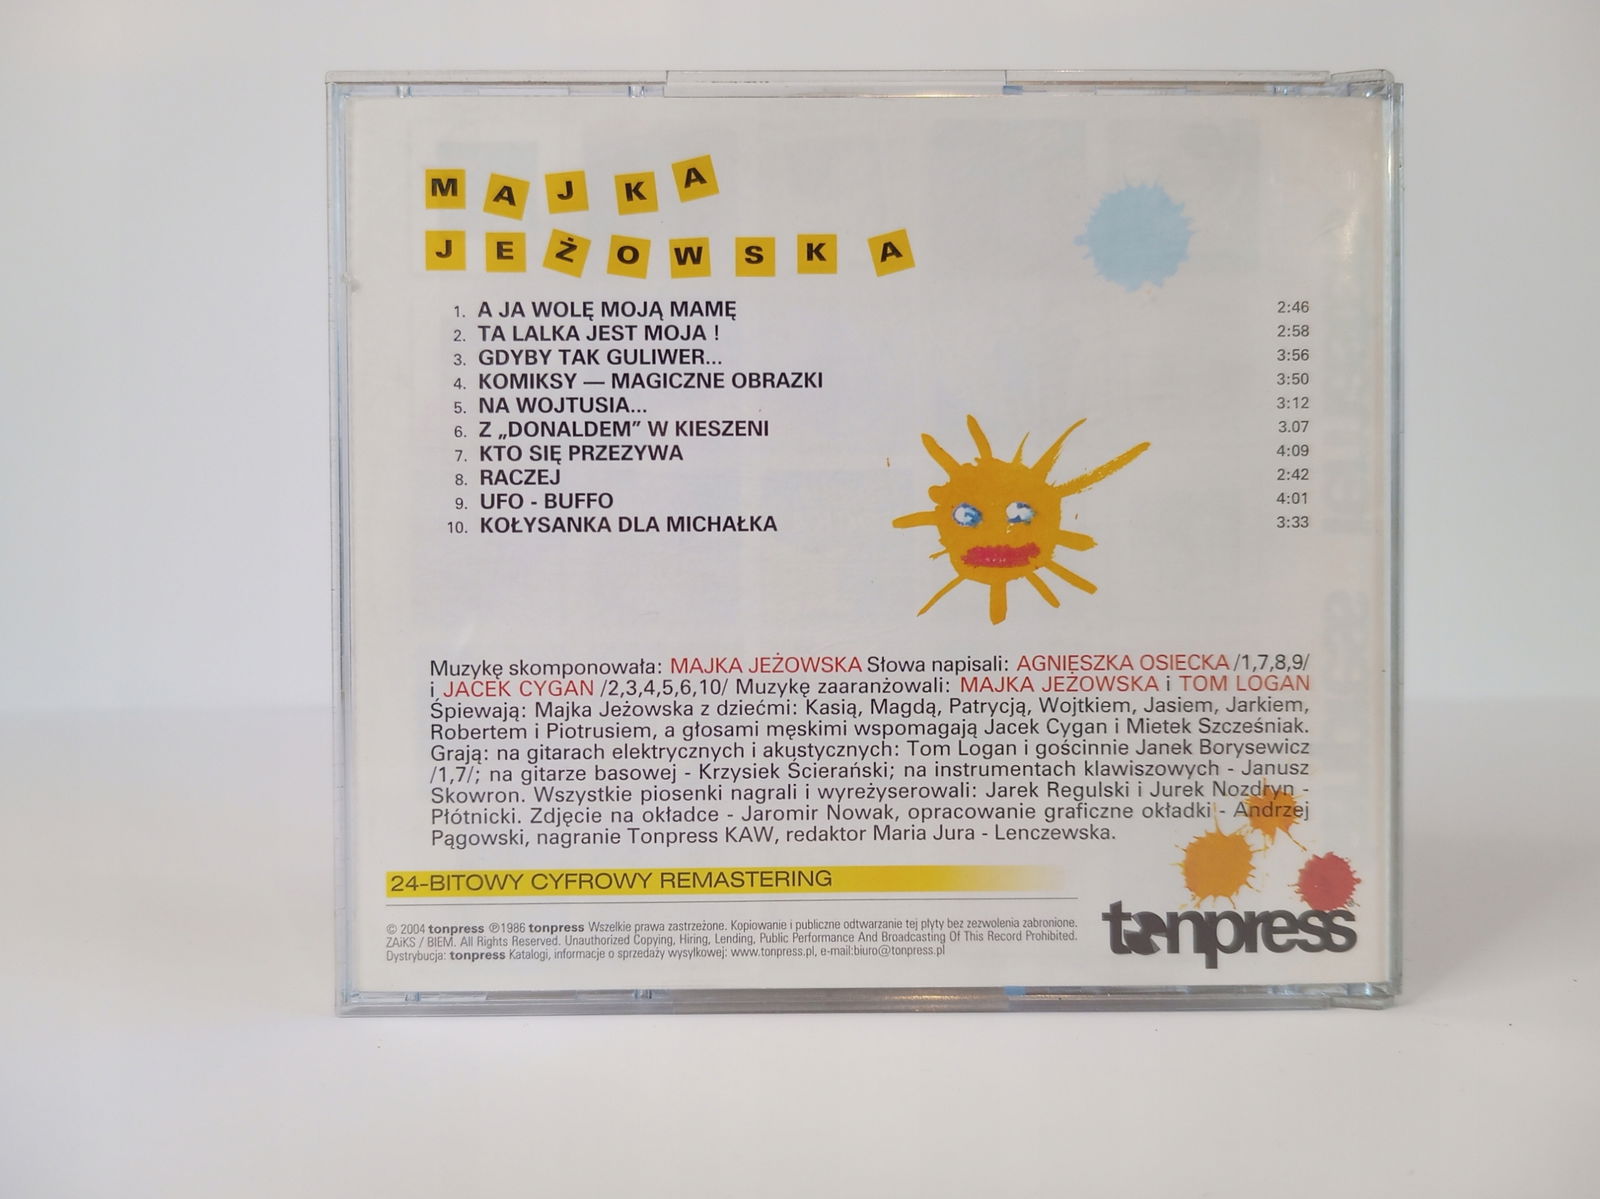 MAJKA
JEŻOWSKA
1. A JA WOLĘ MOJĄ MAMĘ 2:46
2. TA LALKA JEST MOJA ! 2:58
3. GDYBY TAK GULIWER... 3:56
4. KOMIKSY — MAGICZNE OBRAZKI 3:50
5. NA WOJTUSIA... 3:12
6. Z „DONALDEM” W KIESZENI 3.07
7. KTO SIĘ PRZEZYWA 4:09
8. RACZEJ 2:42
9. UFO - BUFFO 4:01
10. KOŁYSANKA DLA MICHAŁKA 3:33
Muzykę skomponowała: MAJKA JEŻOWSKA Słowa napisali: AGNIESZKA OSIECKA /1,7,8,9/
i JACEK CYGAN /2,3,4,5,6,10/ Muzykę zaaranżowali: MAJKA JEŻOWSKA i TOM LOGAN
Śpiewają: Majka Jeżowska z dziećmi: Kasią, Magdą, Patrycją, Wojtkiem, Jasiem, Jarkiem,
Robertem i Piotrusiem, a głosami męskimi wspomagają Jacek Cygan i Mietek Szcześniak.
Grają: na gitarach elektrycznych i akustycznych: Tom Logan i gościnnie Janek Borysewicz
/1,7/; na gitarze basowej - Krzysiek Ścierański; na instrumentach klawiszowych - Janusz
Skowron. Wszystkie piosenki nagrali i wyreżyserowali: Jarek Regulski i Jurek Nozdryn -
Płótnicki. Zdjęcie na okładce - Jaromir Nowak, opracowanie graficzne okładki - Andrzej
Pągowski, nagranie Tonpress KAW, redaktor Maria Jura - Lenczewska.
24-BITOWY CYFROWY REMASTERING
© 2004 tonpress ℗1986 tonpress Wszelkie prawa zastrzeżone. Kopiowanie i publiczne odtwarzanie tej płyty bez zezwolenia zabronione.
ZAiKS / BIEM. All Rights Reserved. Unauthorized Copying, Hiring, Lending, Public Performance And Broadcasting Of This Record Prohibited.
Dystrybucja: tonpress Katalogi, informacje o sprzedaży wysyłkowej: www.tonpress.pl, e-mail:biuro@tonpress.pl
tonpress